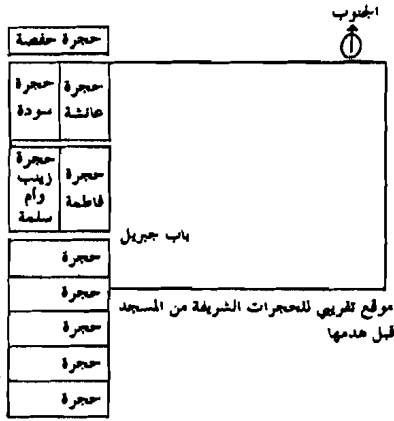 الجنوب
حجرة حفصة
حجرة
عائشة
حجرة
سودة
حجرة
فاطمة
حجرة
زينب
وأم
سلمة
باب جبريل
حجرة
حجرة
حجرة
حجرة
حجرة
موقع تقريبي للحجرات الشريفة من المسجد
قبل هدمها